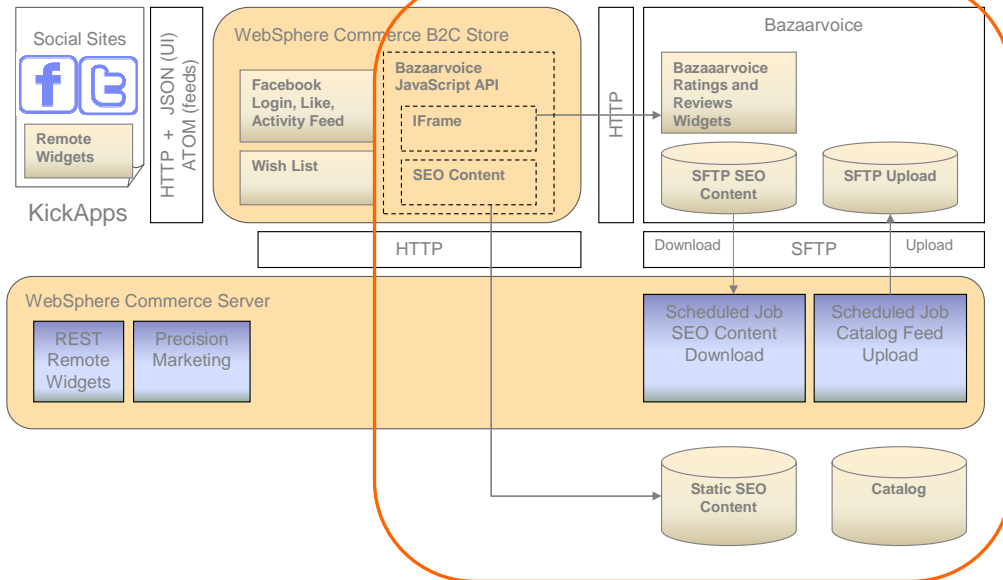 Social Sites
Remote
Widgets
KickApps
HTTP + JSON (UI)
ATOM (feeds)
WebSphere Commerce B2C Store
Facebook
Login, Like,
Activity Feed
Wish List
Bazaarvoice
JavaScript API
IFrame
SEO Content
HTTP
Bazaarvoice
Bazaaarvoice
Ratings and
Reviews
Widgets
SFTP SEO
Content
SFTP Upload
HTTP
Download
SFTP
Upload
WebSphere Commerce Server
REST
Remote
Widgets
Precision
Marketing
Scheduled Job
SEO Content
Download
Scheduled Job
Catalog Feed
Upload
Static SEO
Content
Catalog